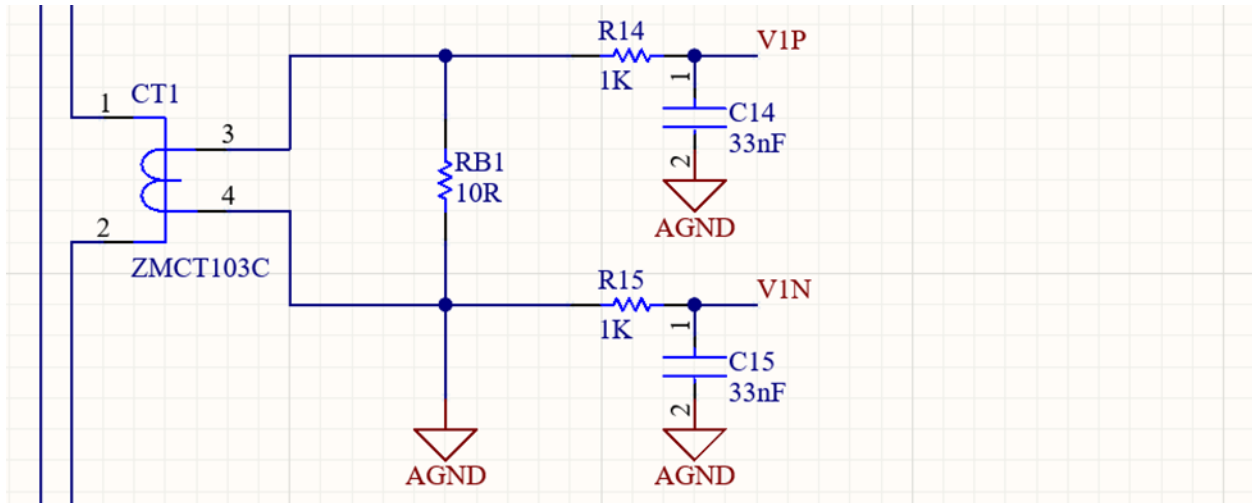 R14
V1P
1K
1
C14
33nF
2
AGND
CT1
1
3
RB1
10R
4
2
ZMCT103C
R15
V1N
1K
1
C15
33nF
2
AGND
AGND